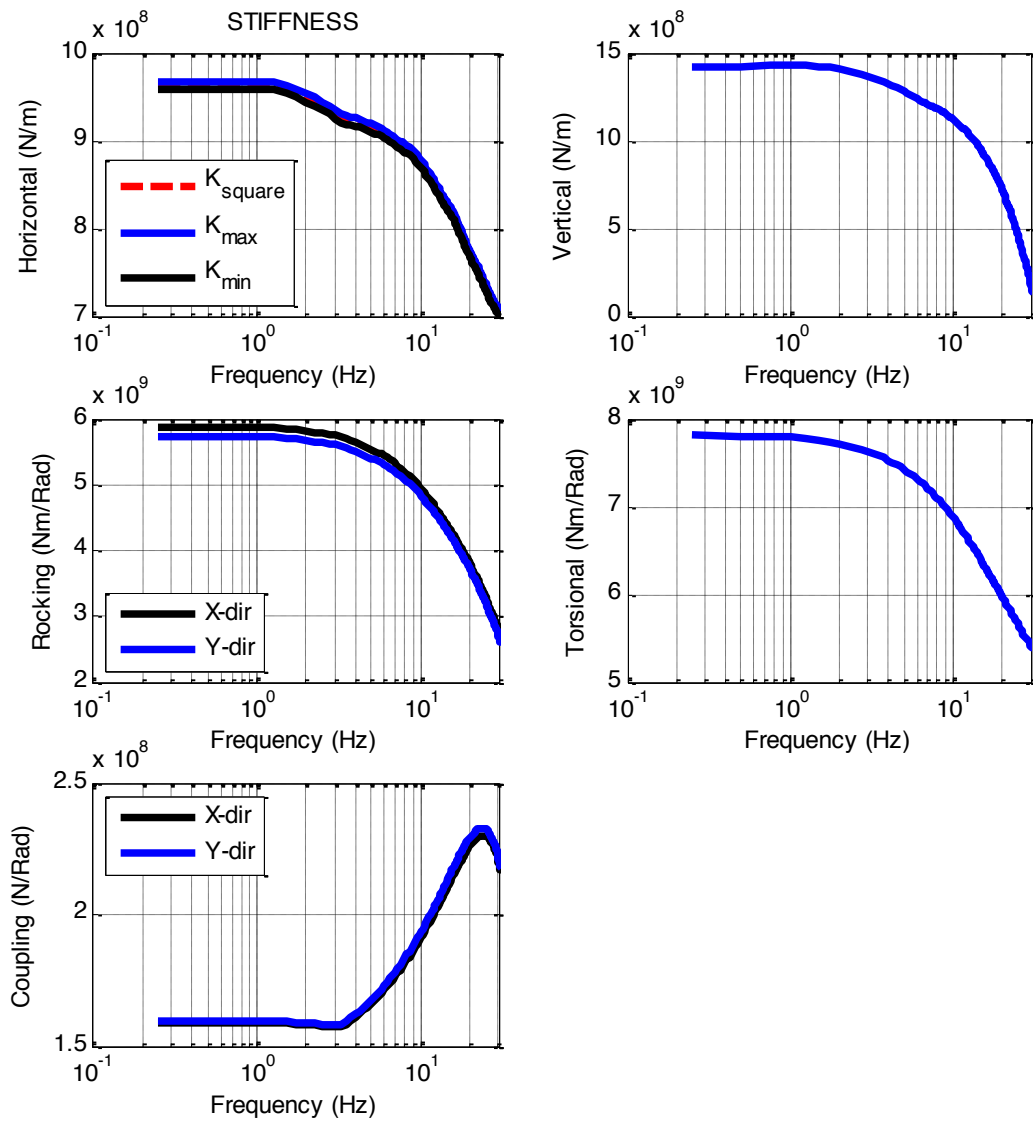 STIFFNESS
x 10^8
10
9
8
7
Horizontal (N/m)
K_square
K_max
K_min
10^-1
10^0
10^1
Frequency (Hz)
x 10^8
15
10
5
0
Vertical (N/m)
10^-1
10^0
10^1
Frequency (Hz)
x 10^9
6
5
4
3
2
Rocking (Nm/Rad)
X-dir
Y-dir
10^-1
10^0
10^1
Frequency (Hz)
x 10^9
8
7
6
5
Torsional (Nm/Rad)
10^-1
10^0
10^1
Frequency (Hz)
x 10^8
2.5
2
1.5
Coupling (N/Rad)
X-dir
Y-dir
10^-1
10^0
10^1
Frequency (Hz)